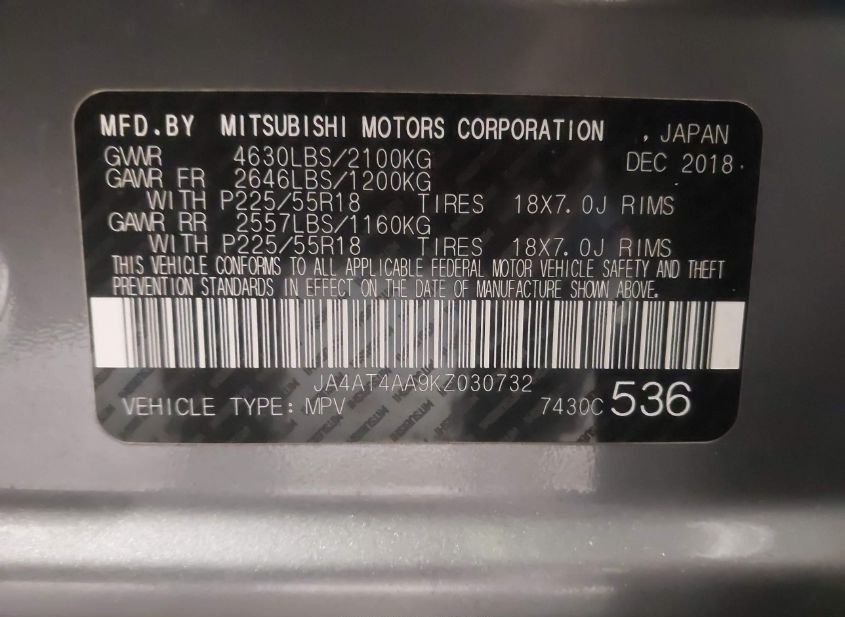 MFD.BY MITSUBISHI MOTORS CORPORATION , JAPAN
GVWR 4630LBS/2100KG DEC 2018
GAWR FR 2646LBS/1200KG
WITH P225/55R18 TIRES 18X7.0J RIMS
GAWR RR 2557LBS/1160KG
WITH P225/55R18 TIRES 18X7.0J RIMS
THIS VEHICLE CONFORMS TO ALL APPLICABLE FEDERAL MOTOR VEHICLE SAFETY AND THEFT
PREVENTION STANDARDS IN EFFECT ON THE DATE OF MANUFACTURE SHOWN ABOVE.
JA4AT4AA9KZ030732
VEHICLE TYPE: MPV 7430C 536